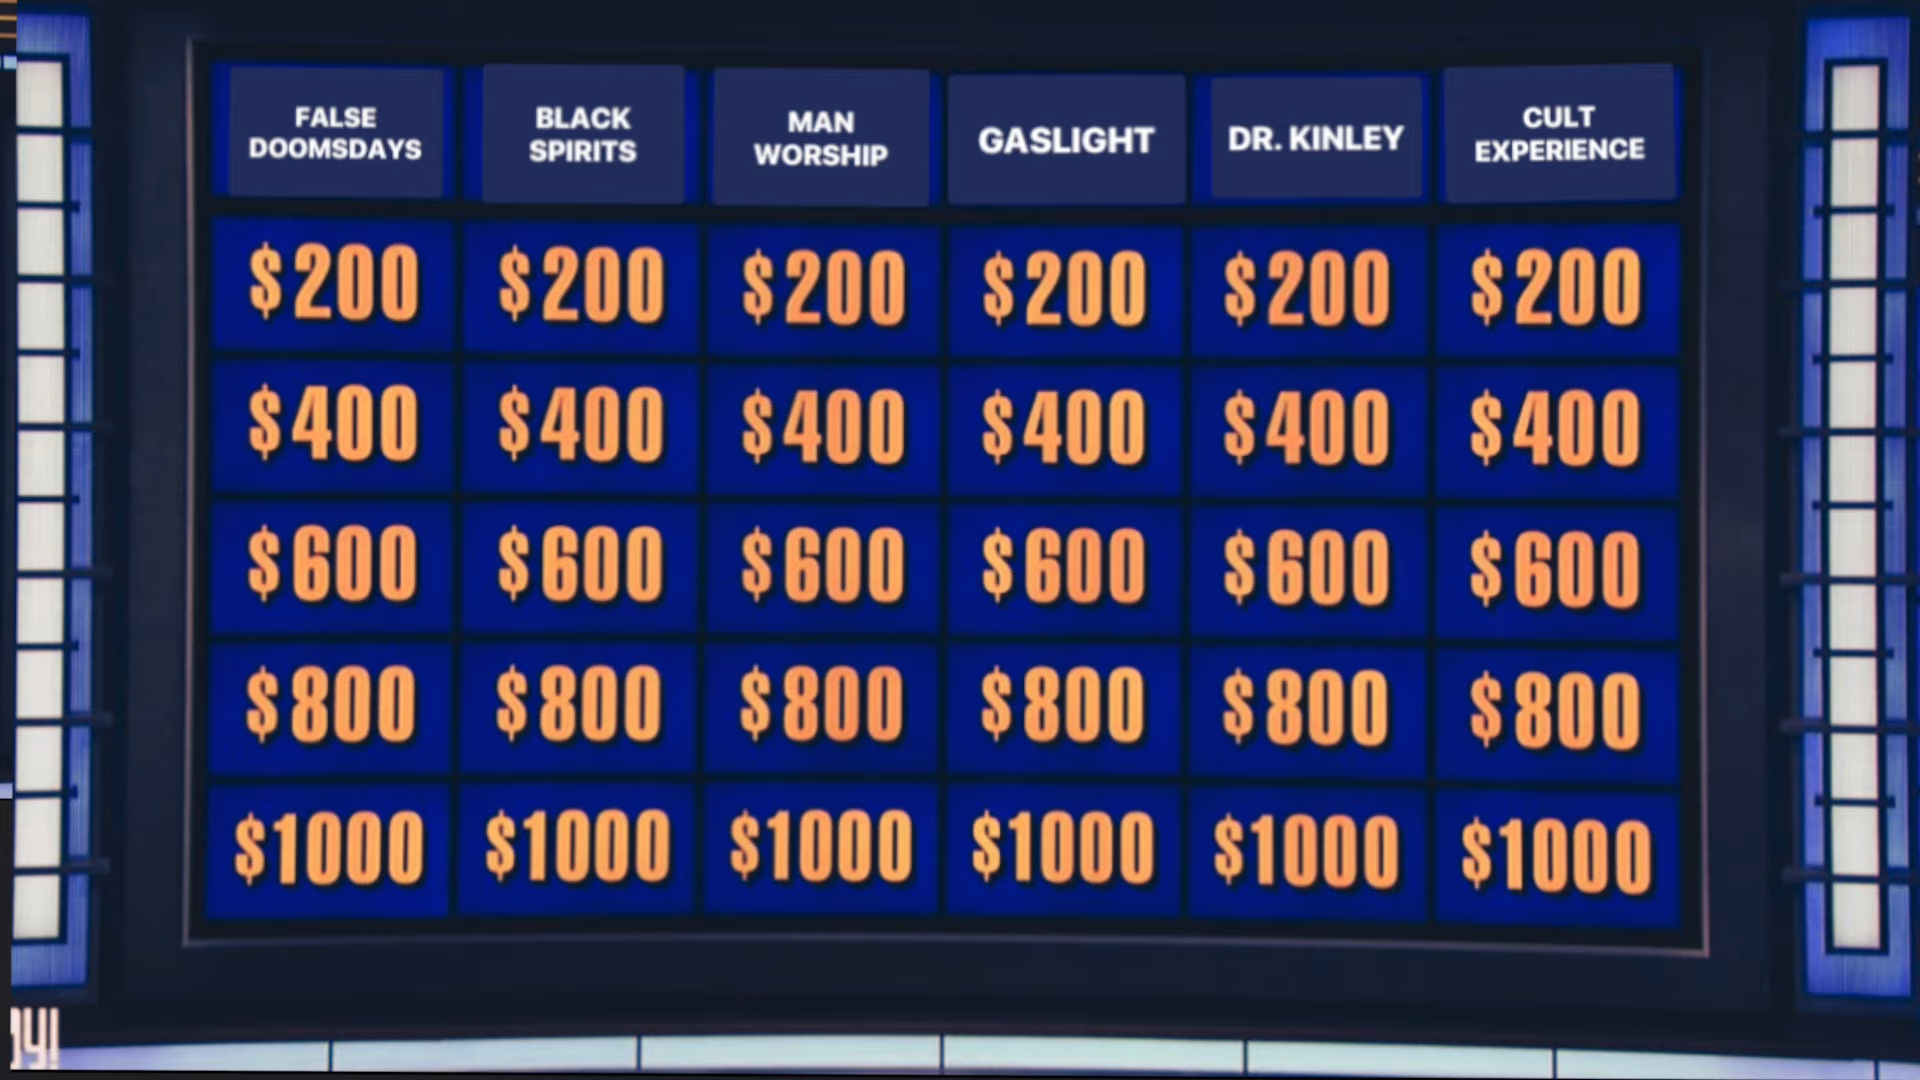 FALSE
DOOMSDAYS
BLACK
SPIRITS
MAN
WORSHIP
GASLIGHT
DR. KINLEY
CULT
EXPERIENCE
$200 $200 $200 $200 $200 $200
$400 $400 $400 $400 $400 $400
$600 $600 $600 $600 $600 $600
$800 $800 $800 $800 $800 $800
$1000 $1000 $1000 $1000 $1000 $1000